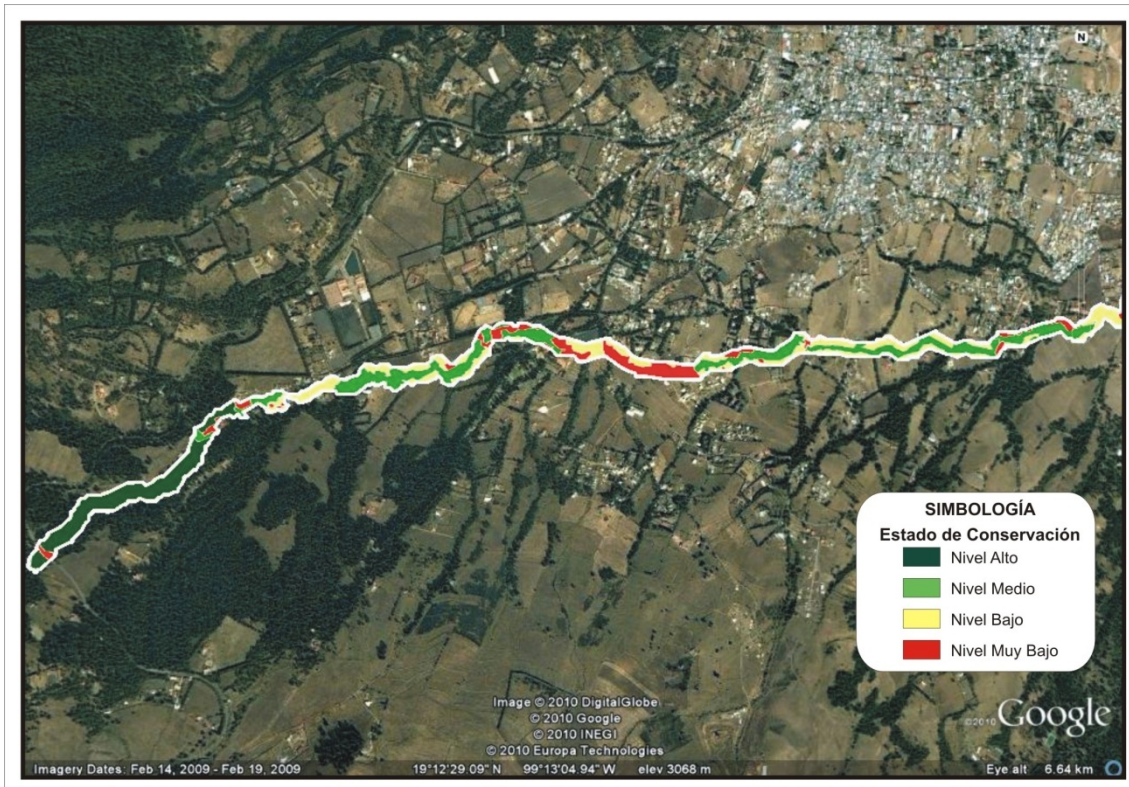 N
SIMBOLOGÍA
Estado de Conservación
Nivel Alto
Nivel Medio
Nivel Bajo
Nivel Muy Bajo
Image © 2010 DigitalGlobe
© 2010 Google
© 2010 INEGI
© 2010 Europa Technologies
©2010 Google
Imagery Dates: Feb 14, 2009 - Feb 19, 2009 19°12'29.09" N 99°13'04.94" W elev 3068 m Eye alt 6.64 km